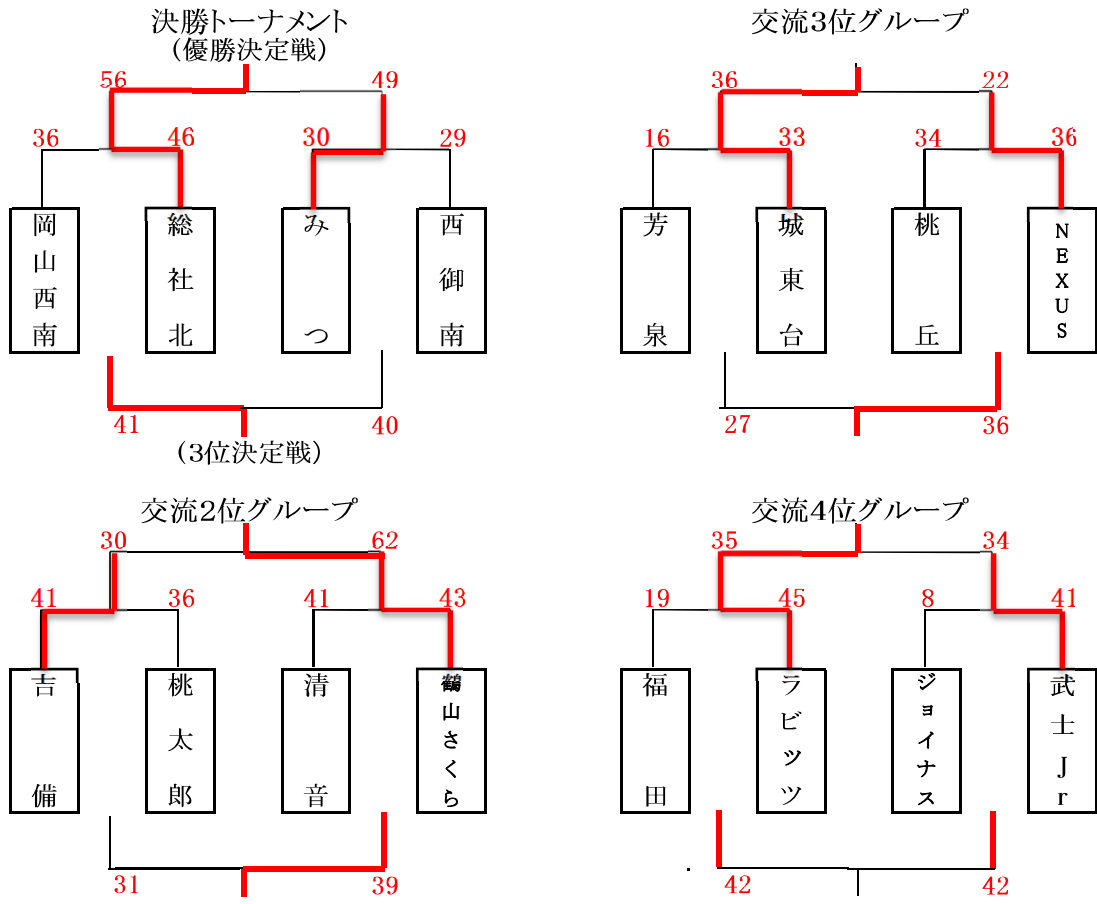 決勝トーナメント
(優勝決定戦)
56 49
36 46 30 29
岡山西南
総社北
みつ
西御南
41 40
(3位決定戦)
交流3位グループ
36 22
16 33 34 36
芳泉
城東台
桃丘
NEXUS
27 36
交流2位グループ
30 62
41 36 41 43
吉備
桃太郎
清音
鶴山さくら
31 39
交流4位グループ
35 34
19 45 8 41
福田
ラビッツ
ジョイナス
武士Jr
42 42